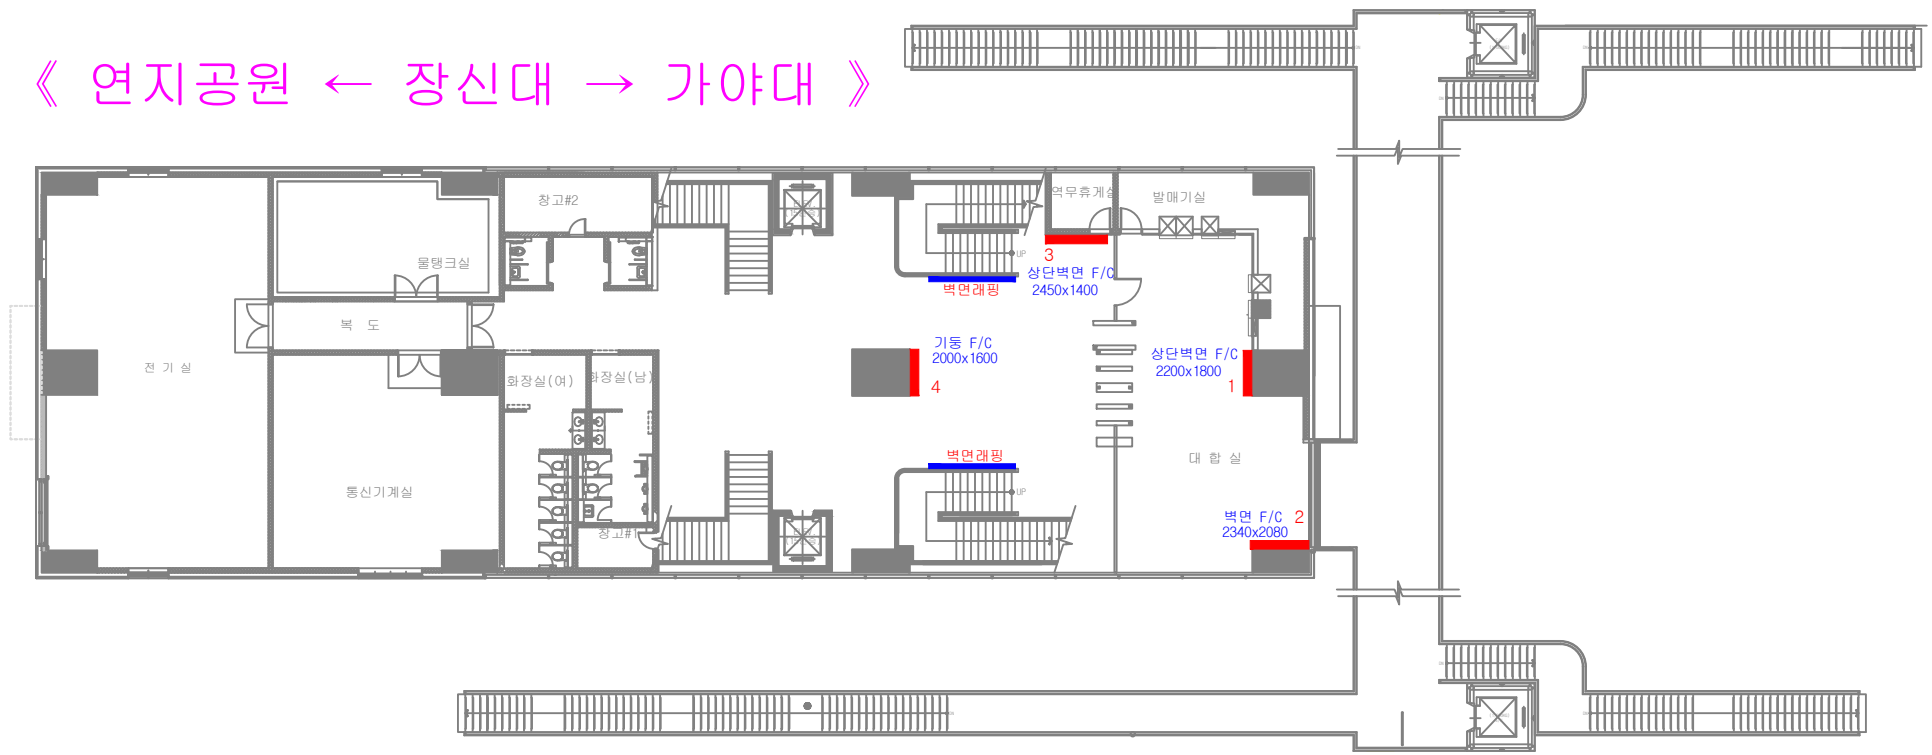 《 연지공원 ← 장신대 → 가야대 》
창고#2
역무휴게실
발매기실
물탱크실
UP
3
상단벽면 F/C
2450x1400
벽면래핑
복 도
기둥 F/C
2000x1600
4
상단벽면 F/C
2200x1800
1
전 기 실
화장실(여)
화장실(남)
벽면래핑
대 합 실
통신기계실
UP
벽면 F/C 2
2340x2080
창고#1